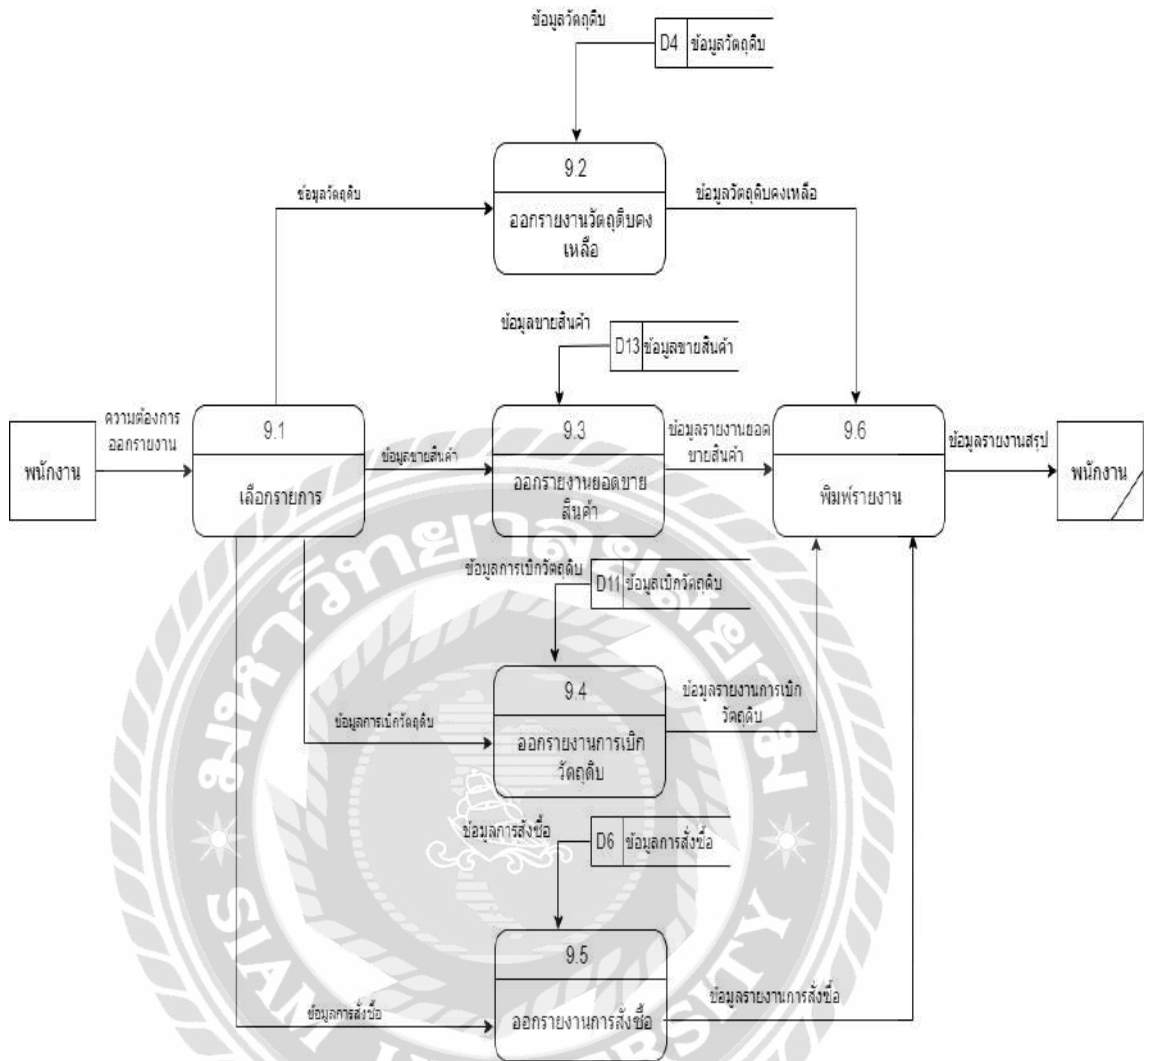 ข้อมูลวัตถุดิบ
D4 ข้อมูลวัตถุดิบ
9.2
ออกรายงานวัตถุดิบคง
เหลือ
ข้อมูลวัตถุดิบ
ข้อมูลวัตถุดิบคงเหลือ
ข้อมูลขายสินค้า
D13 ข้อมูลขายสินค้า
พนักงาน
ความต้องการ
ออกรายงาน
9.1
เลือกรายการ
ข้อมูลขายสินค้า
9.3
ออกรายงานยอดขาย
สินค้า
ข้อมูลรายงานยอด
ขายสินค้า
9.6
พิมพ์รายงาน
ข้อมูลรายงานสรุป
พนักงาน
ข้อมูลการเบิกวัตถุดิบ
D11 ข้อมูลเบิกวัตถุดิบ
9.4
ออกรายงานการเบิก
วัตถุดิบ
ข้อมูลการเบิกวัตถุดิบ
ข้อมูลรายงานการเบิก
วัตถุดิบ
ข้อมูลการสั่งซื้อ
D6 ข้อมูลการสั่งซื้อ
9.5
ออกรายงานการสั่งซื้อ
ข้อมูลการสั่งซื้อ
ข้อมูลรายงานการสั่งซื้อ
มหาวิทยาลัยสยาม
SIAM UNIVERSITY